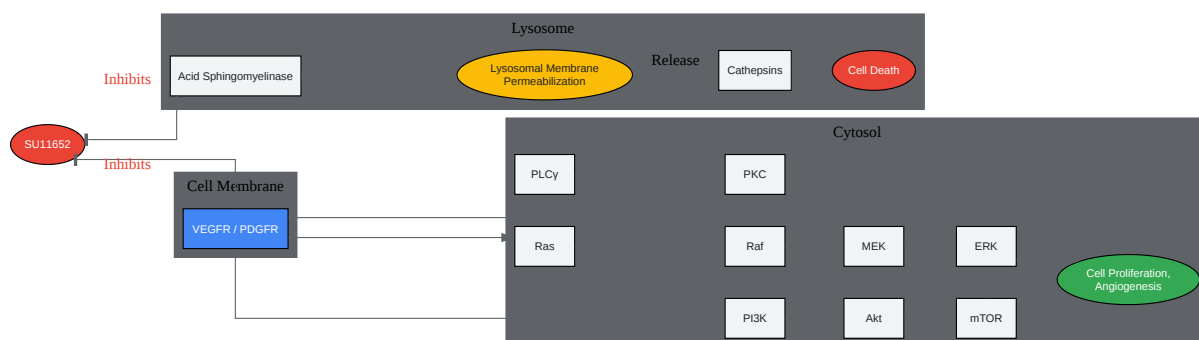 Lysosome
Inhibits
Acid Sphingomyelinase
Lysosomal Membrane
Permeabilization
Release
Cathepsins
Cell Death
SU11652
Inhibits
Cell Membrane
VEGFR / PDGFR
Cytosol
PLCγ
PKC
Ras
Raf
MEK
ERK
Cell Proliferation,
Angiogenesis
PI3K
Akt
mTOR